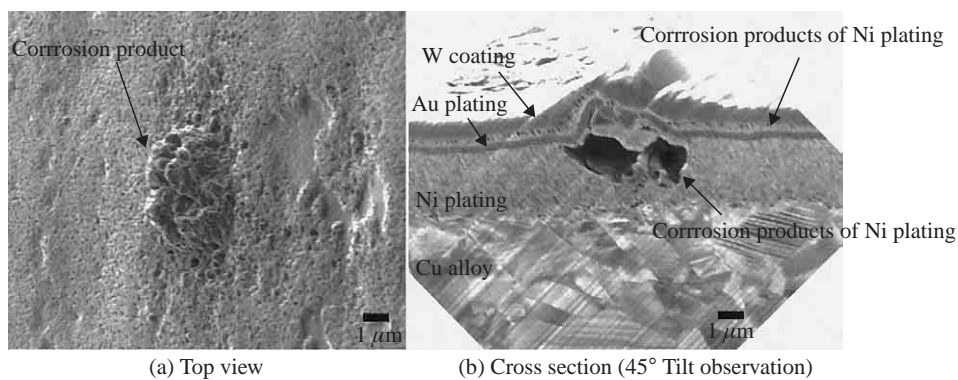 Corrrosion product
1 μm
(a) Top view
W coating
Au plating
Corrrosion products of Ni plating
Ni plating
Corrrosion products of Ni plating
Cu alloy
1 μm
(b) Cross section (45° Tilt observation)